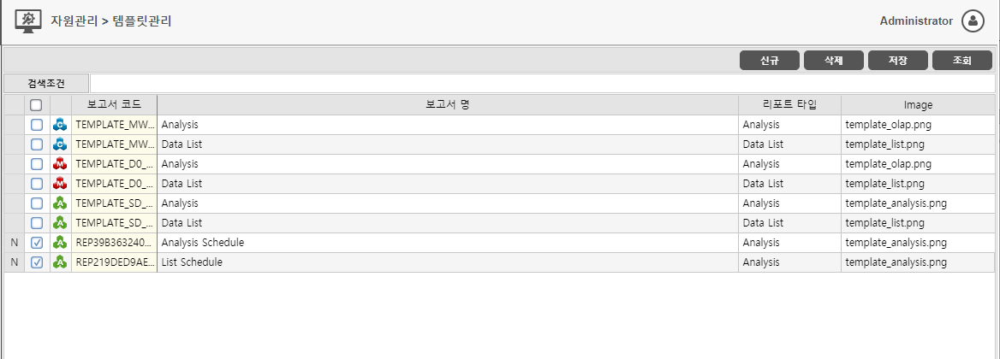 자원관리 > 템플릿관리
Administrator
신규 삭제 저장 조회
검색조건
보고서 코드 보고서 명 리포트 타입 Image
C TEMPLATE_MW... Analysis Analysis template_olap.png
C TEMPLATE_MW... Data List Data List template_list.png
M TEMPLATE_D0_... Analysis Analysis template_olap.png
M TEMPLATE_D0_... Data List Data List template_list.png
A TEMPLATE_SD_... Analysis Analysis template_analysis.png
A TEMPLATE_SD_... Data List Data List template_list.png
N A REP39B363240... Analysis Schedule Analysis template_analysis.png
N A REP219DED9AE... List Schedule Analysis template_analysis.png